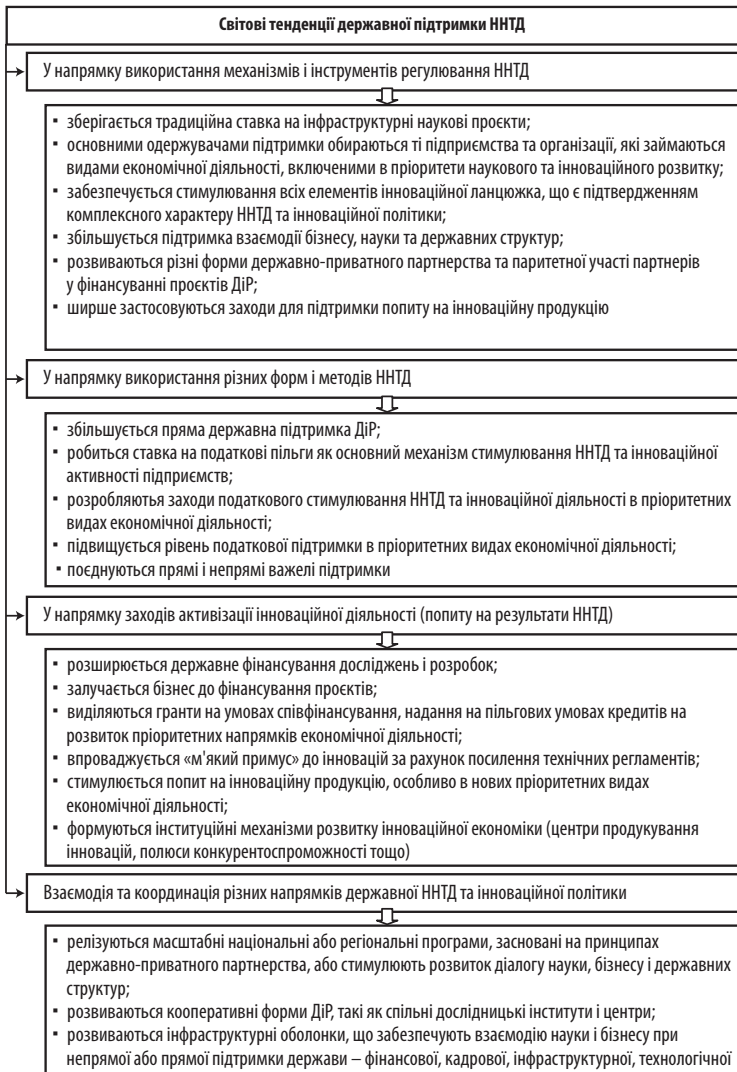 Світові тенденції державної підтримки ННТД
У напрямку використання механізмів і інструментів регулювання ННТД
▪ зберігається традиційна ставка на інфраструктурні наукові проєкти;
▪ основними одержувачами підтримки обираються ті підприємства та організації, які займаються
видами економічної діяльності, включеними в пріоритети наукового та інноваційного розвитку;
▪ забезпечується стимулювання всіх елементів інноваційної ланцюжка, що є підтвердженням
комплексного характеру ННТД та інноваційної політики;
▪ збільшується підтримка взаємодії бізнесу, науки та державних структур;
▪ розвиваються різні форми державно-приватного партнерства та паритетної участі партнерів
у фінансуванні проєктів ДіР;
▪ ширше застосовуються заходи для підтримки попиту на інноваційну продукцію
У напрямку використання різних форм і методів ННТД
▪ збільшується пряма державна підтримка ДіР;
▪ робиться ставка на податкові пільги як основний механізм стимулювання ННТД та інноваційної
активності підприємств;
▪ розробляютья заходи податкового стимулювання ННТД та інноваційної діяльності в пріоритетних
видах економічної діяльності;
▪ підвищується рівень податкової підтримки в пріоритетних видах економічної діяльності;
▪ поєднуються прямі і непрямі важелі підтримки
У напрямку заходів активізації інноваційної діяльності (попиту на результати ННТД)
▪ розширюється державне фінансування досліджень і розробок;
▪ залучається бізнес до фінансування проєктів;
▪ виділяються гранти на умовах співфінансування, надання на пільгових умовах кредитів на
розвиток пріоритетних напрямків економічної діяльності;
▪ впроваджується «м'який примус» до інновацій за рахунок посилення технічних регламентів;
▪ стимулюється попит на інноваційну продукцію, особливо в нових пріоритетних видах
економічної діяльності;
▪ формуються інституційні механізми розвитку інноваційної економіки (центри продукування
інновацій, полюси конкурентоспроможності тощо)
Взаємодія та координація різних напрямків державної ННТД та інноваційної політики
▪ релізуються масштабні національні або регіональні програми, засновані на принципах
державно-приватного партнерства, або стимулюють розвиток діалогу науки, бізнесу і державних
структур;
▪ розвиваються кооперативні форми ДіР, такі як спільні дослідницькі інститути і центри;
▪ розвиваються інфраструктурні оболонки, що забезпечують взаємодію науки і бізнесу при
непрямої або прямої підтримки держави – фінансової, кадрової, інфраструктурної, технологічної